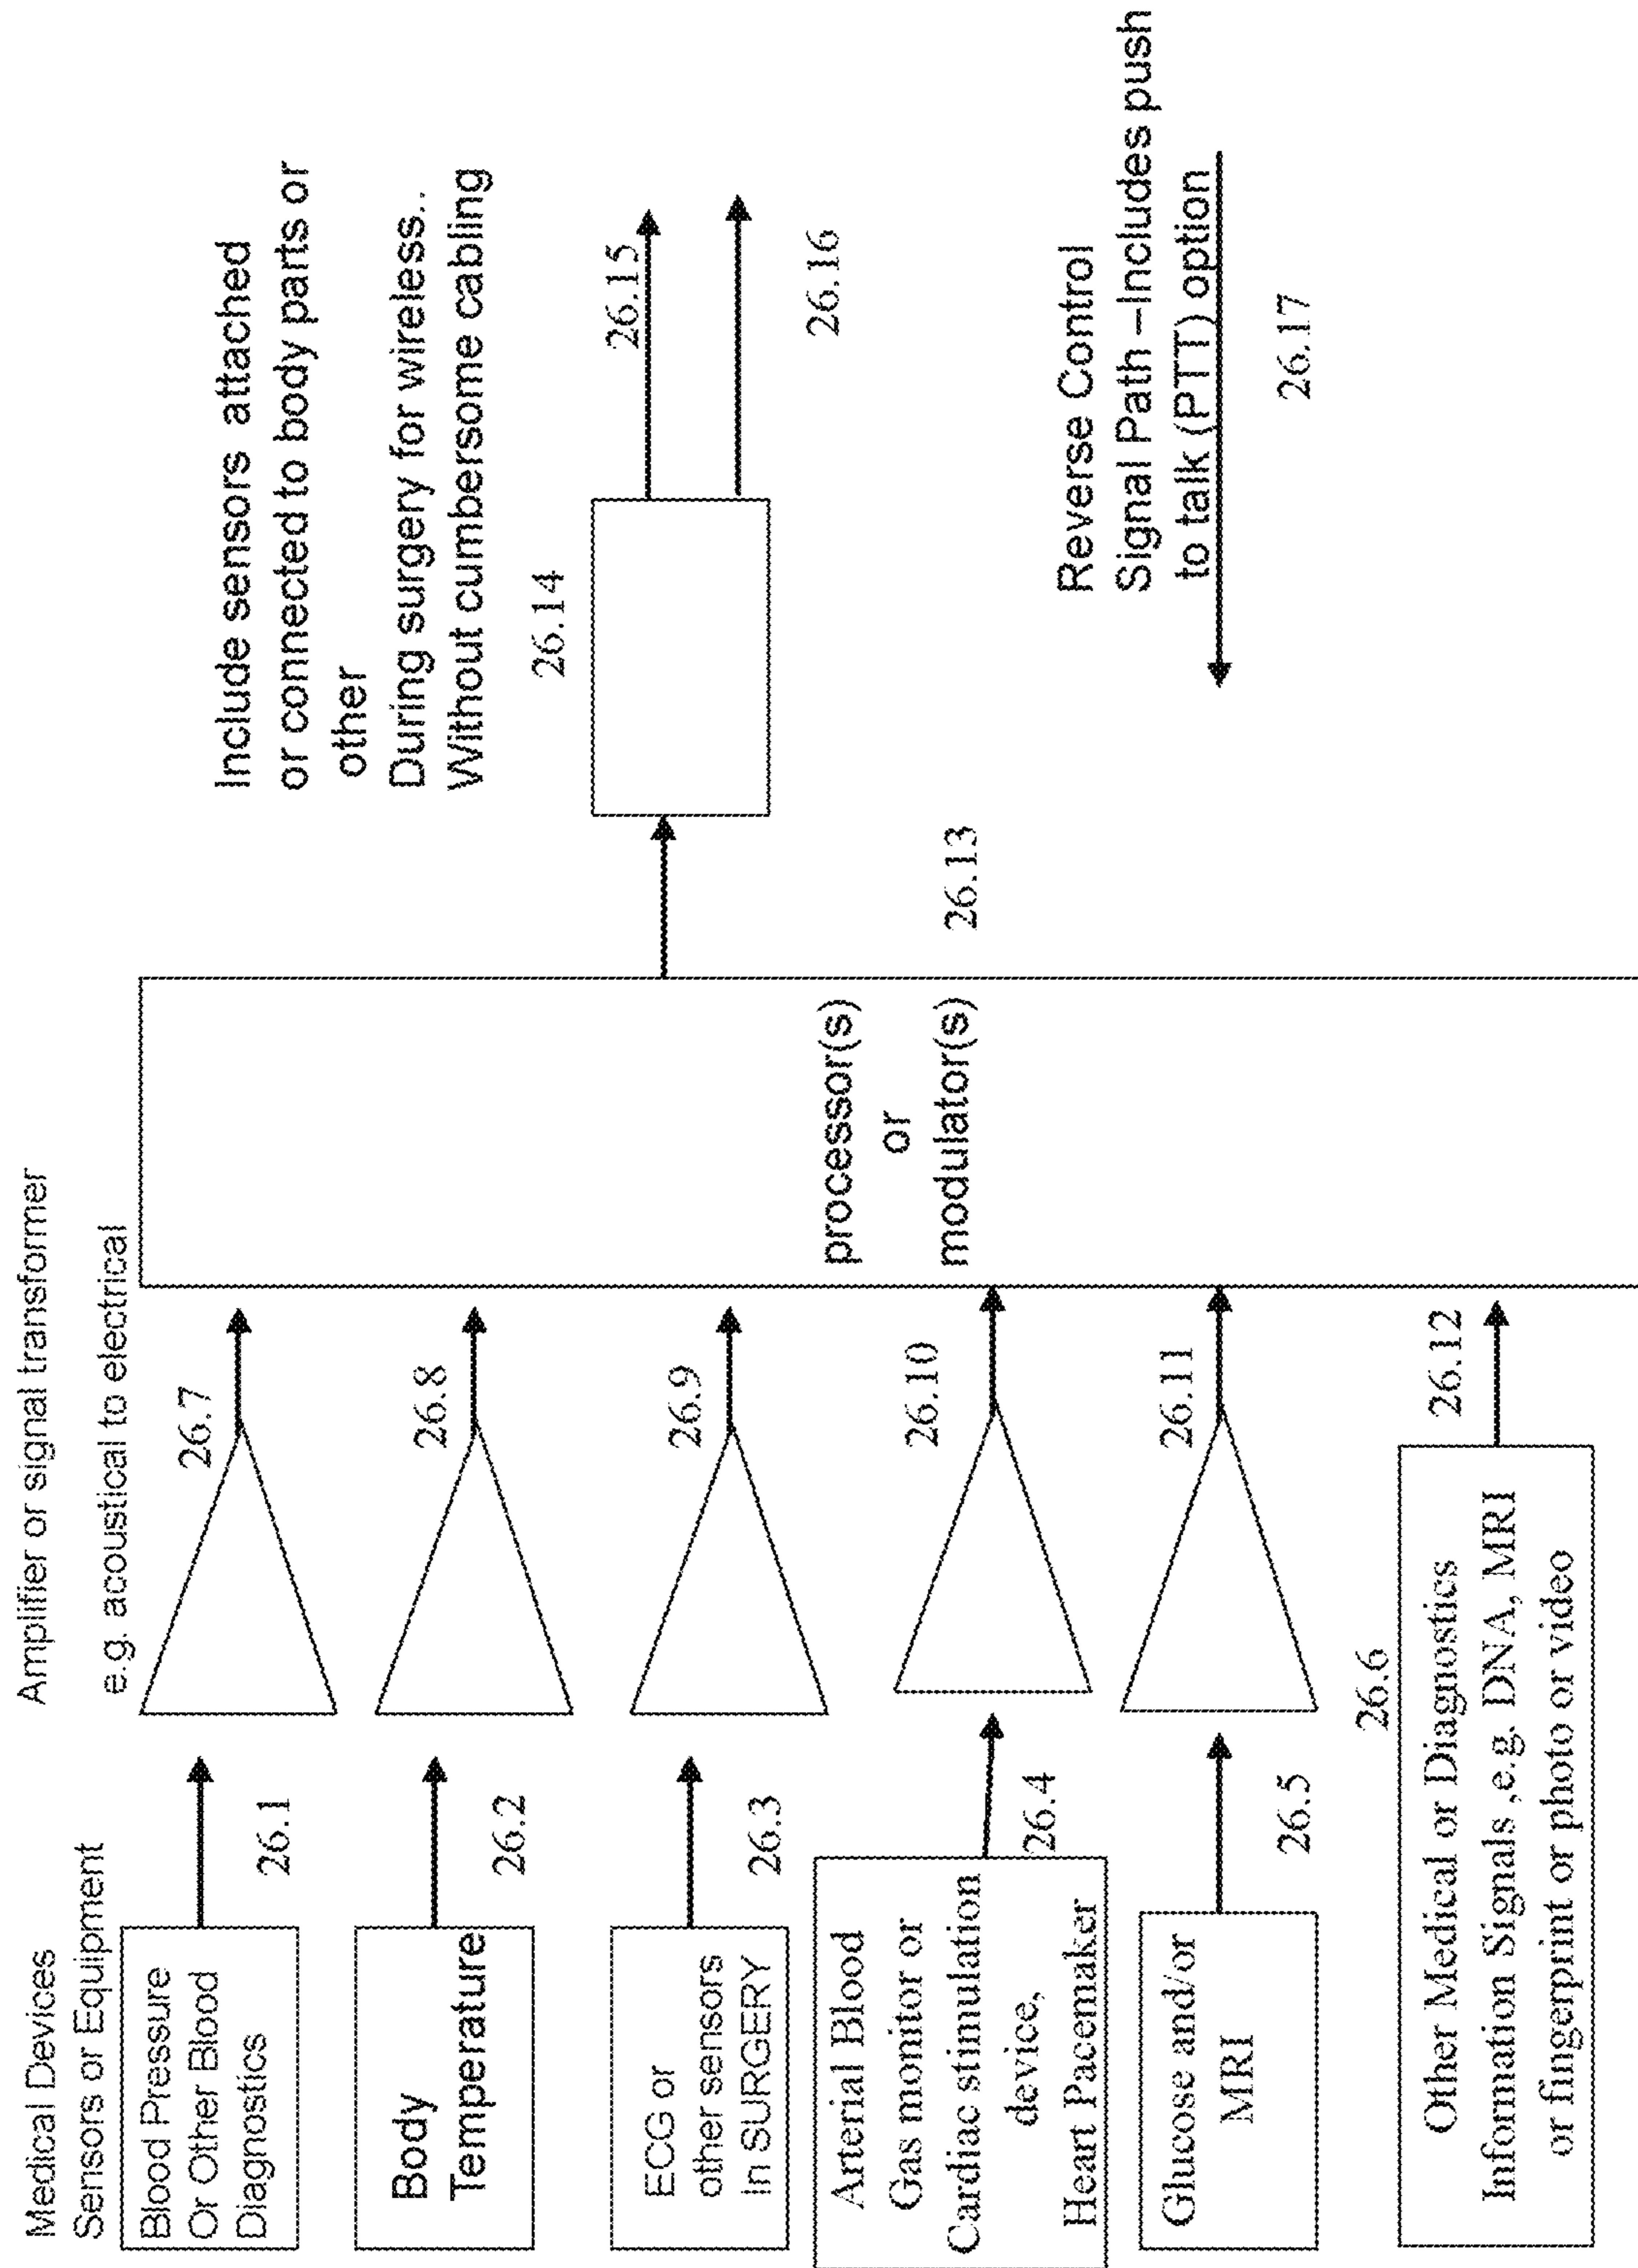 Medical Devices
Sensors or Equipment
Amplifier or signal transformer
e.g. acoustical to electrical
Blood Pressure
Or Other Blood
Diagnostics
26.1
26.7
Body
Temperature
26.2
26.8
ECG or
other sensors
In SURGERY
26.3
26.9
Arterial Blood
Gas monitor or
Cardiac stimulation
device,
Heart Pacemaker
26.4
26.10
Glucose and/or
MRI
26.5
26.11
26.6
Other Medical or Diagnostics
Information Signals ,e.g. DNA, MRI
or fingerprint or photo or video
26.12
processor(s)
or
modulator(s)
26.13
Include sensors attached
or connected to body parts or
other
During surgery for wireless..
Without cumbersome cabling
26.14
26.15
26.16
Reverse Control
Signal Path –Includes push
to talk (PTT) option
26.17